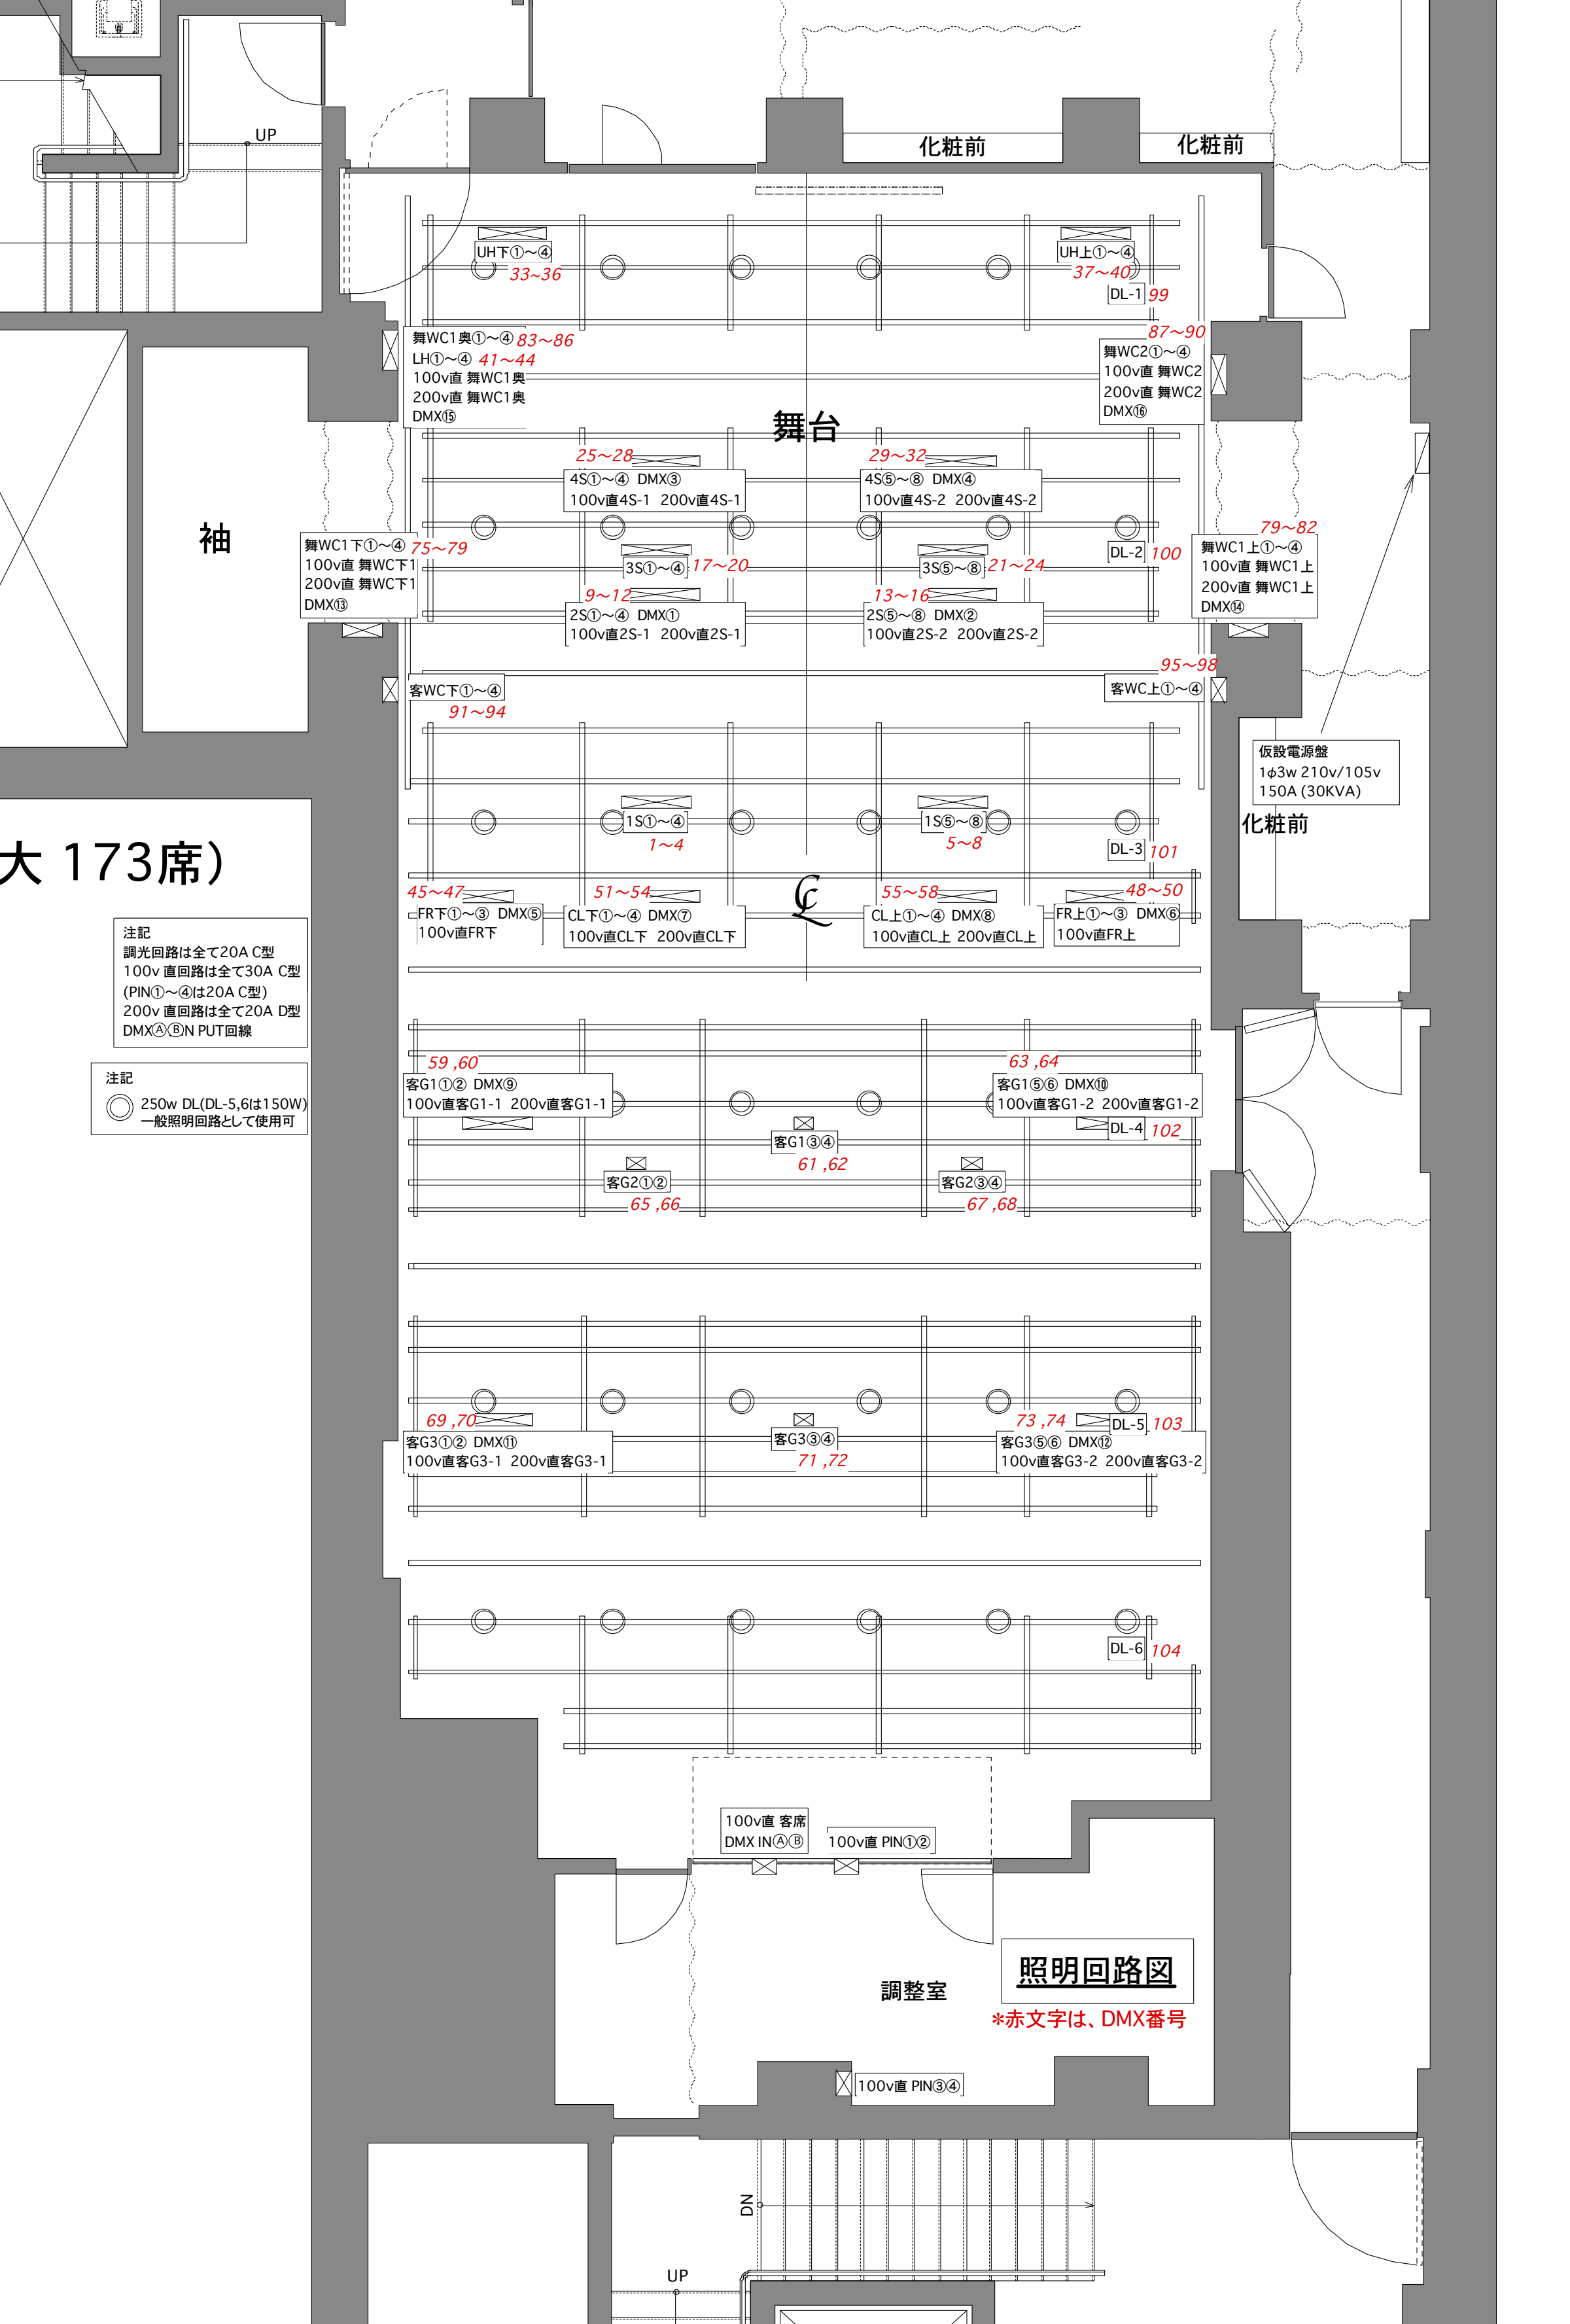 UP
化粧前
化粧前
UH下①～④
33~36
UH上①～④
37～40
DL-1 99
舞WC1奥①～④ 83～86
LH①～④ 41～44
100v直 舞WC1奥
200v直 舞WC1奥
DMX⑮
87～90
舞WC2①～④
100v直 舞WC2
200v直 舞WC2
DMX⑯
舞台
25～28
4S①～④ DMX③
100v直4S-1 200v直4S-1
29～32
4S⑤～⑧ DMX④
100v直4S-2 200v直4S-2
袖
舞WC1下①～④ 75～79
100v直 舞WC下1
200v直 舞WC下1
DMX⑬
3S①～④ 17～20
3S⑤～⑧ 21～24
DL-2 100
79～82
舞WC1上①～④
100v直 舞WC1上
200v直 舞WC1上
DMX⑭
9～12
2S①～④ DMX①
100v直2S-1 200v直2S-1
13～16
2S⑤～⑧ DMX②
100v直2S-2 200v直2S-2
客WC下①～④
91～94
95～98
客WC上①～④
仮設電源盤
1φ3w 210v/105v
150A (30KVA)
化粧前
1S①～④
1～4
1S⑤～⑧
5～8
DL-3 101
大 173席）
45～47
FR下①～③ DMX⑤
100v直FR下
51～54
CL下①～④ DMX⑦
100v直CL下 200v直CL下
CL
55～58
CL上①～④ DMX⑧
100v直CL上 200v直CL上
48～50
FR上①～③ DMX⑥
100v直FR上
注記
調光回路は全て20A C型
100v 直回路は全て30A C型
(PIN①～④は20A C型)
200v 直回路は全て20A D型
DMXⒶⒷN PUT回線
注記
250w DL(DL-5,6は150W)
一般照明回路として使用可
59 ,60
客G1①② DMX⑨
100v直客G1-1 200v直客G1-1
63 ,64
客G1⑤⑥ DMX⑩
100v直客G1-2 200v直客G1-2
DL-4 102
客G1③④
61 ,62
客G2①②
65 ,66
客G2③④
67 ,68
69 ,70
客G3①② DMX⑪
100v直客G3-1 200v直客G3-1
客G3③④
71 ,72
73 ,74
DL-5 103
客G3⑤⑥ DMX⑫
100v直客G3-2 200v直客G3-2
DL-6 104
100v直 客席
DMX INⒶⒷ
100v直 PIN①②
調整室
照明回路図
＊赤文字は、DMX番号
100v直 PIN③④
DN
UP